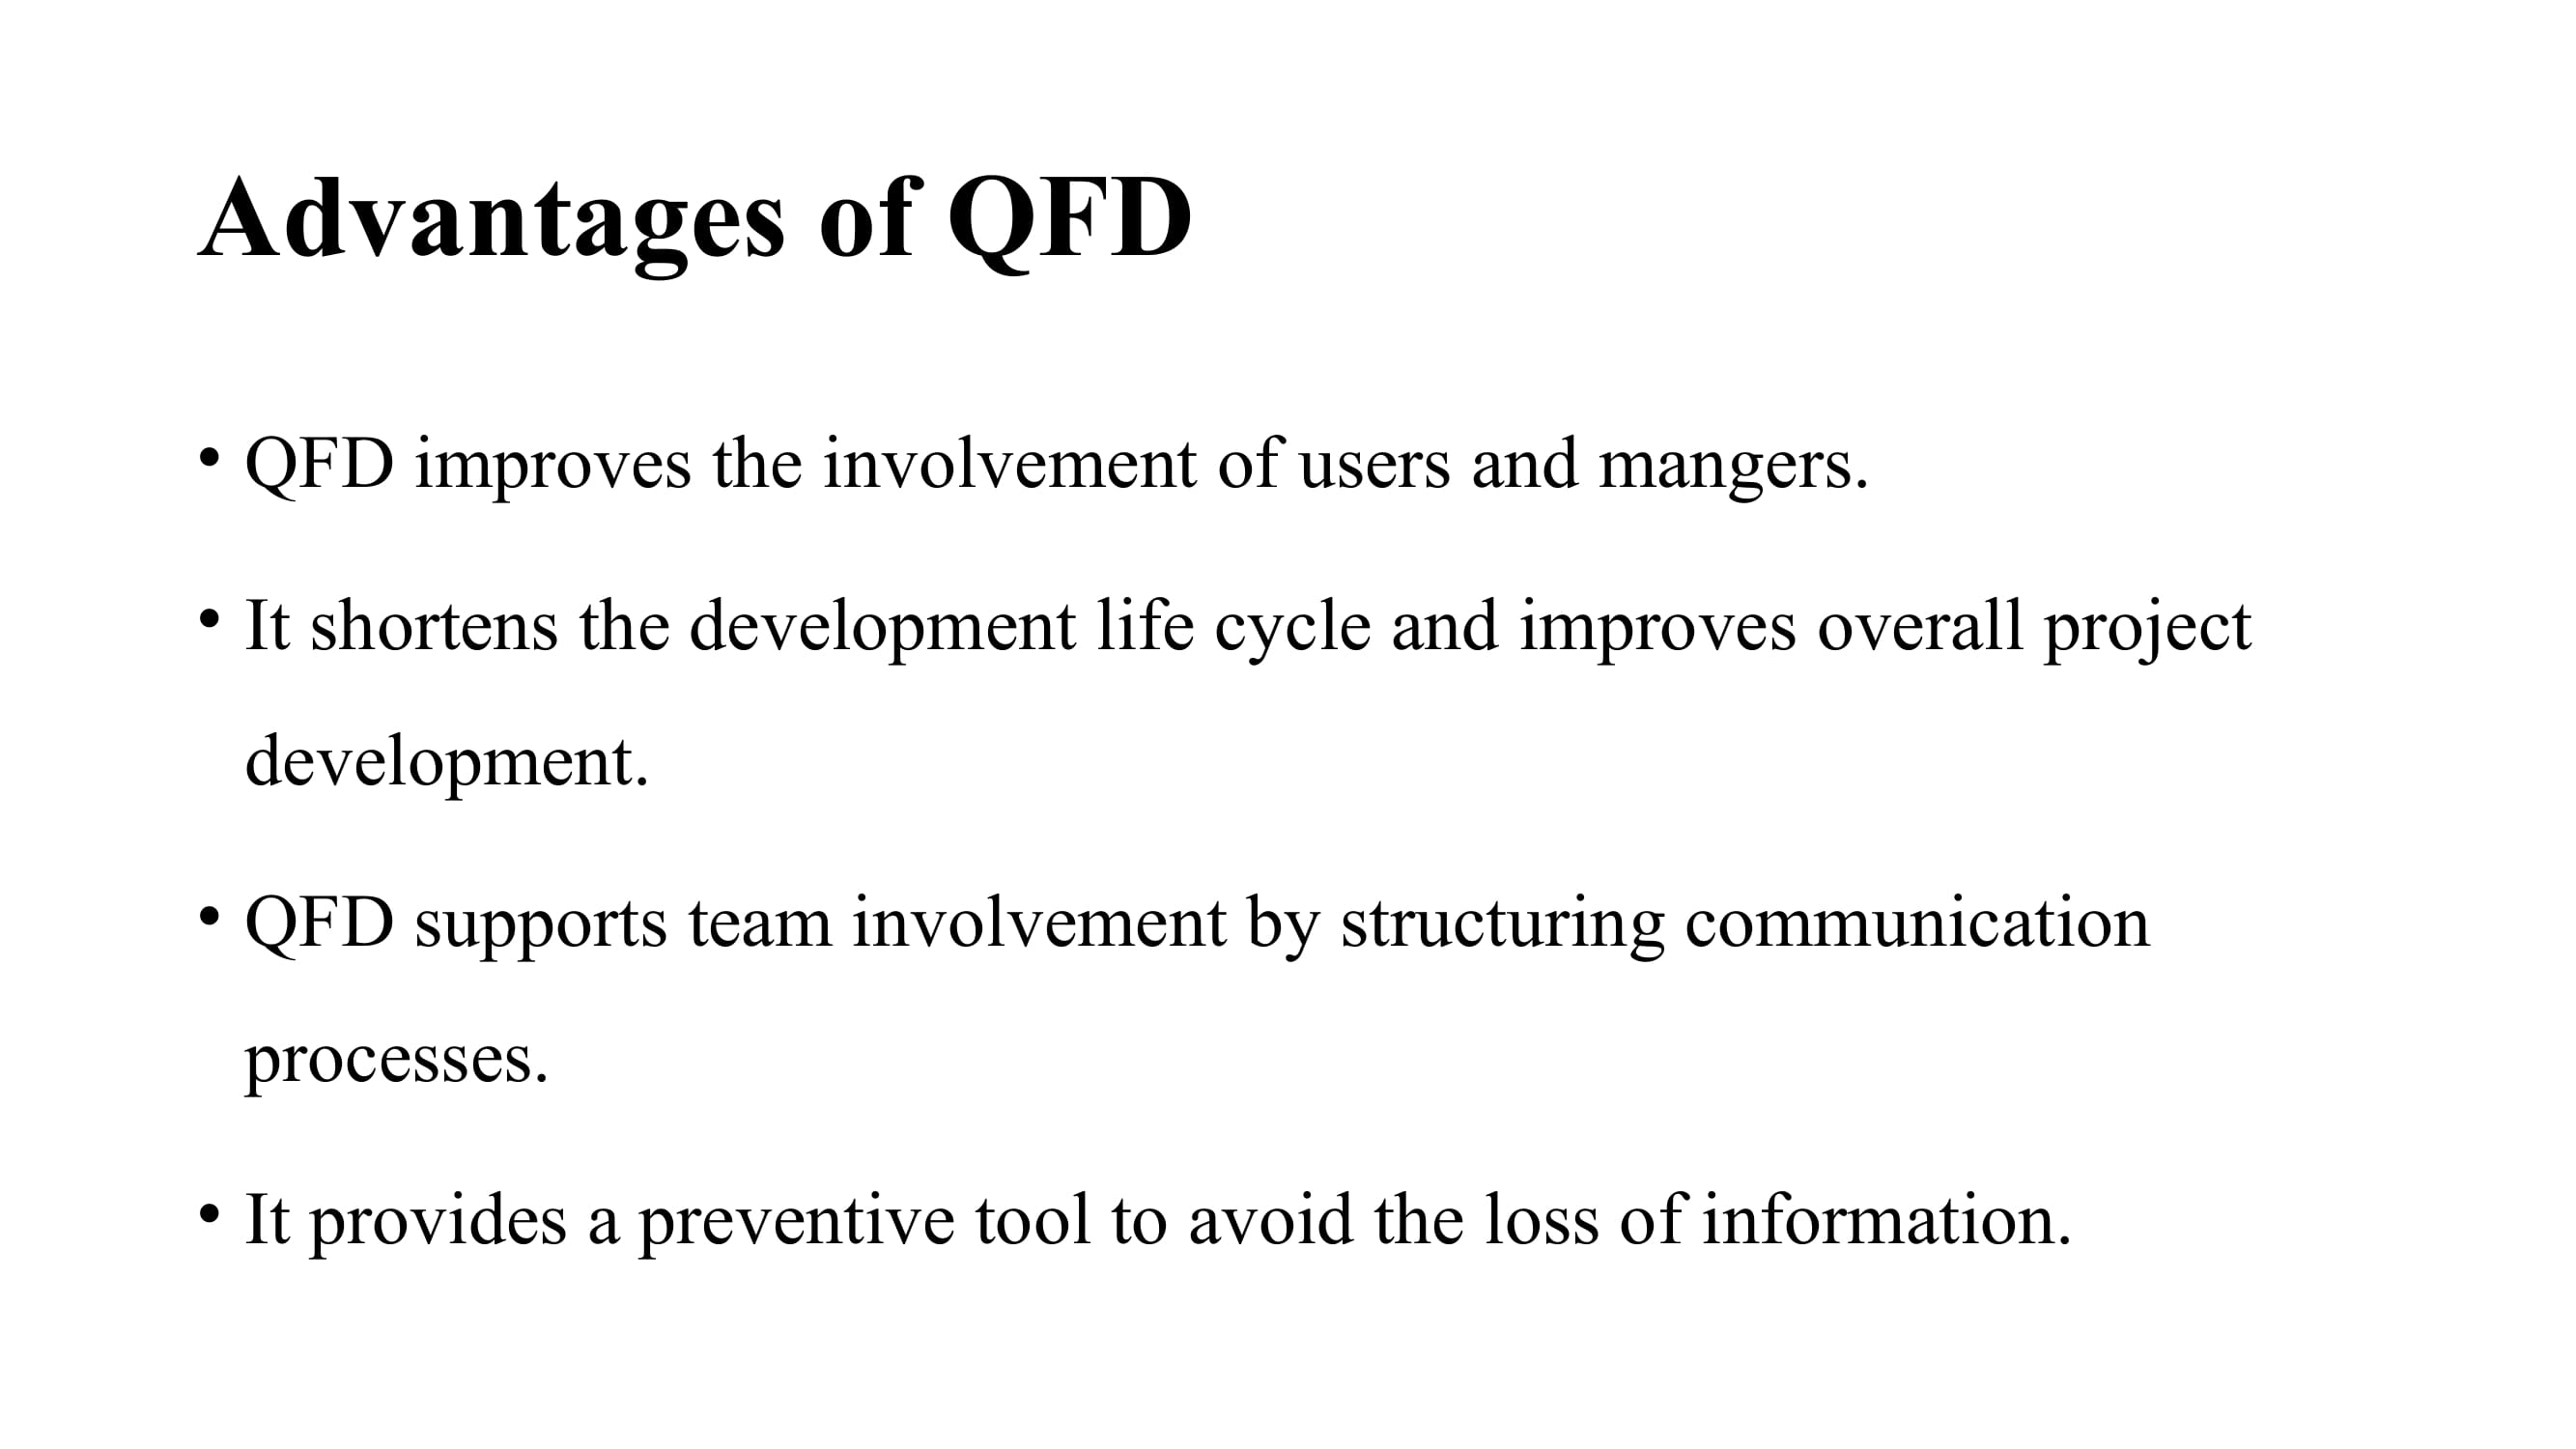 Advantages of QFD
• QFD improves the involvement of users and mangers.
• It shortens the development life cycle and improves overall project
development.
• QFD supports team involvement by structuring communication
processes.
• It provides a preventive tool to avoid the loss of information.